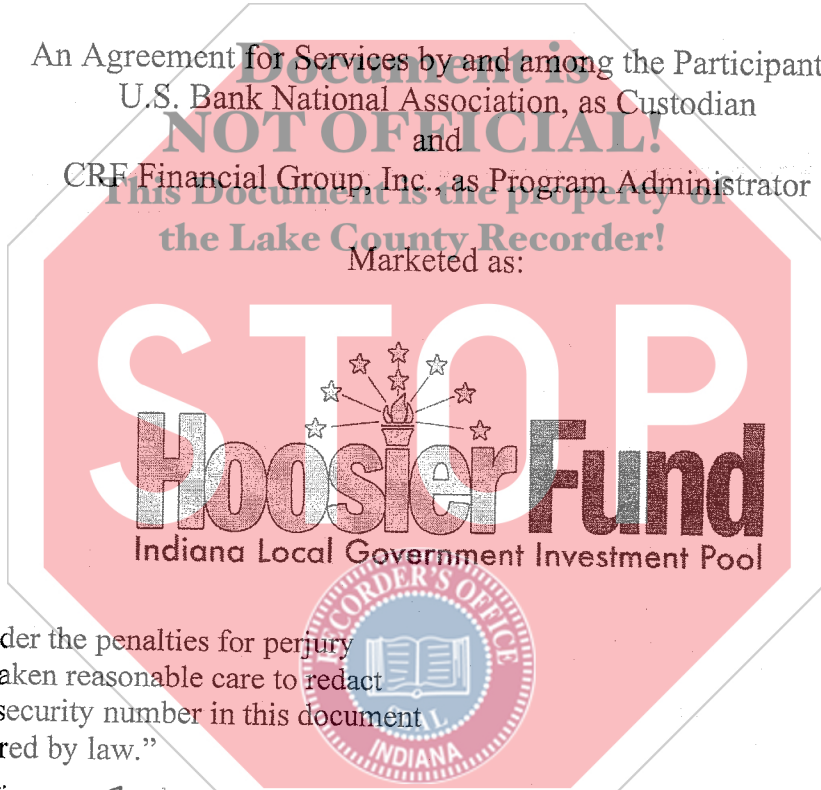 An Agreement for Services by and among the Participant
Document is
U.S. Bank National Association, as Custodian
NOT OFFICIAL!
and
CRF Financial Group, Inc., as Program Administrator
This Document is the property of
the Lake County Recorder!
Marketed as:
STOP
Hoosier Fund
Indiana Local Government Investment Pool
RECORDER'S OFFICE
der the penalties for perjury
aken reasonable care to redact
security number in this document
SEAL
red by law.”
INDIANA